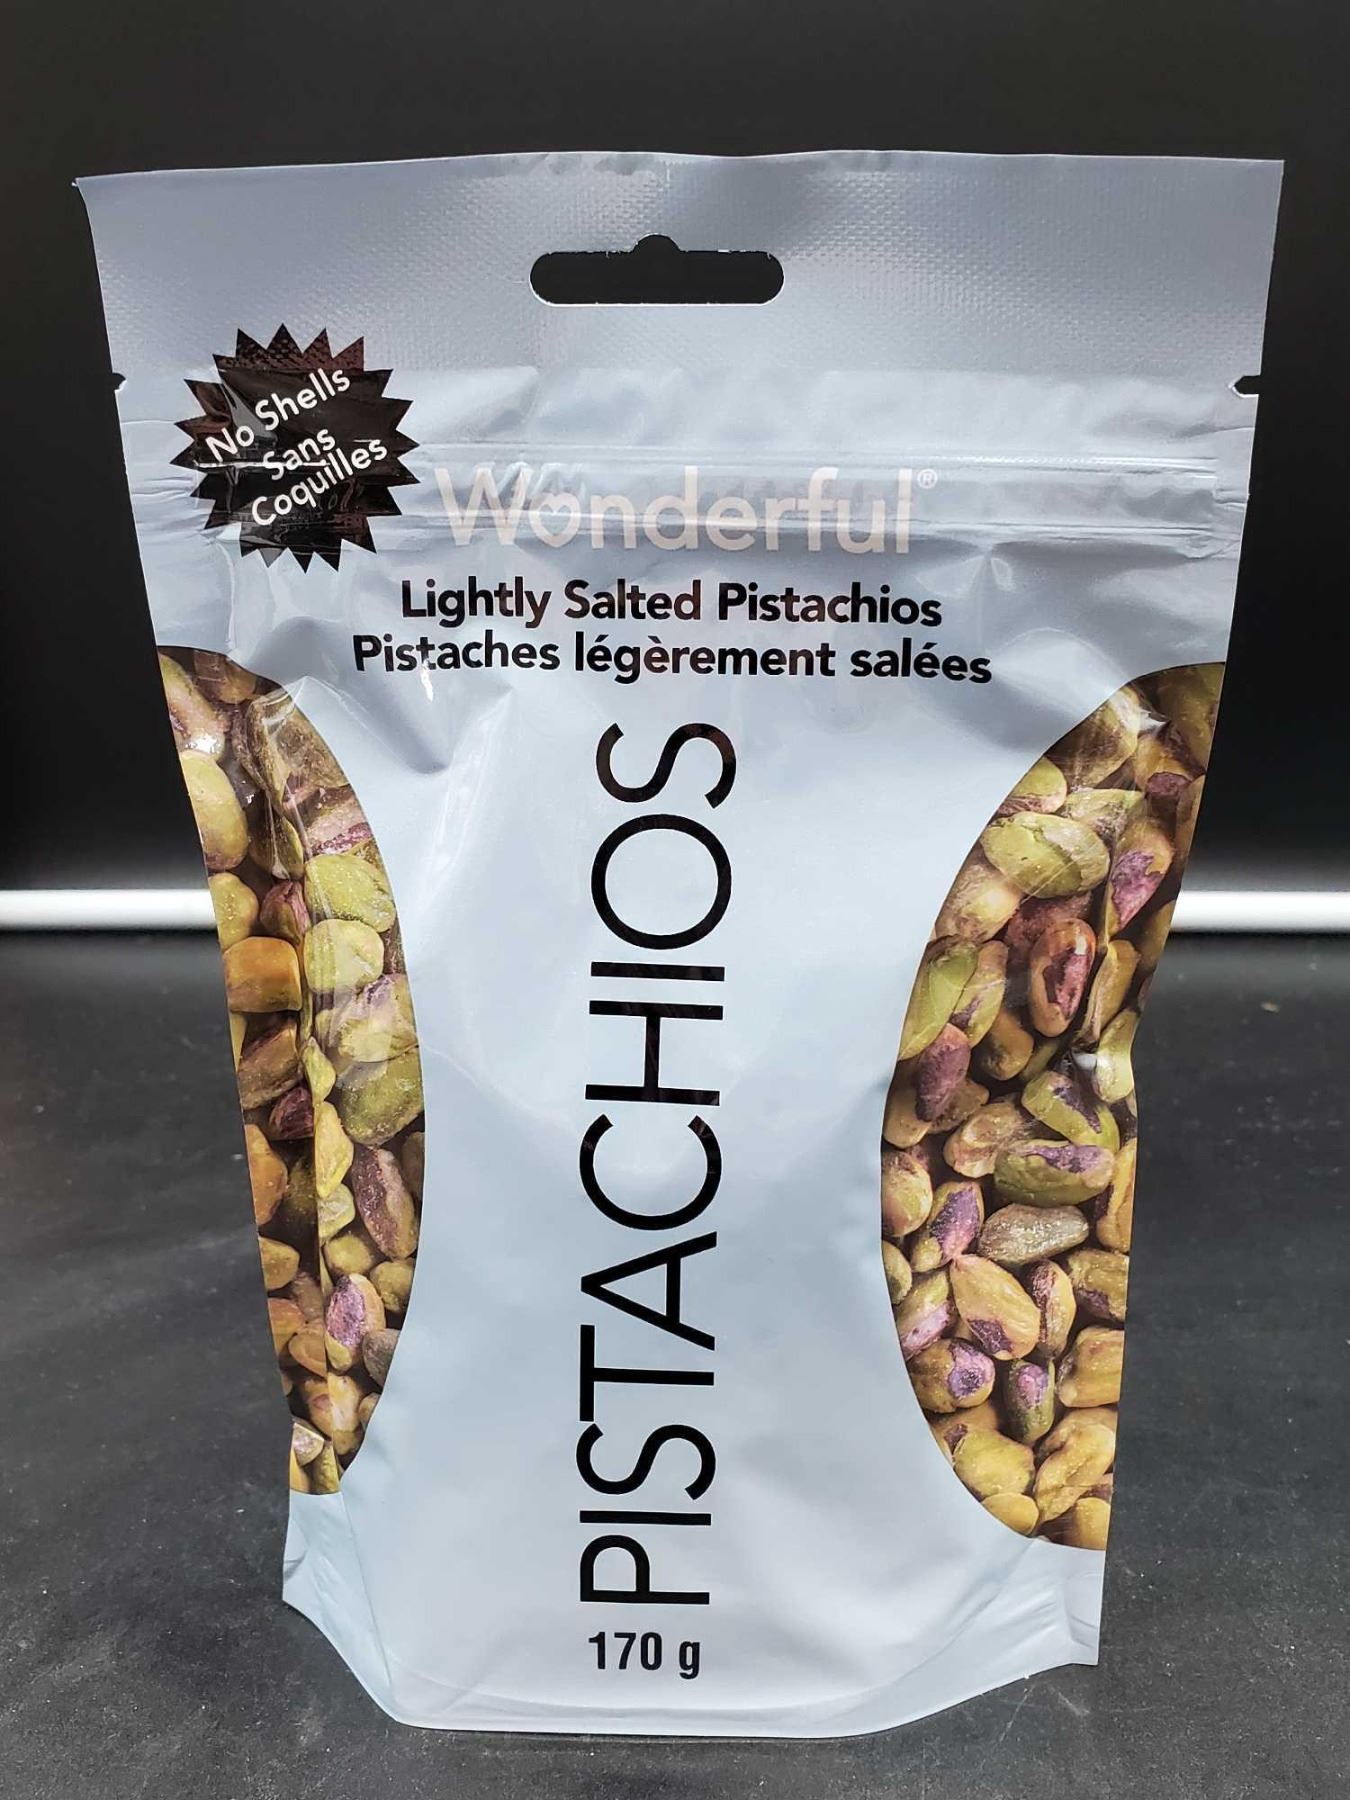 No Shells
Sans
Coquilles
Wonderful®
Lightly Salted Pistachios
Pistaches légèrement salées
PISTACHIOS
170 g